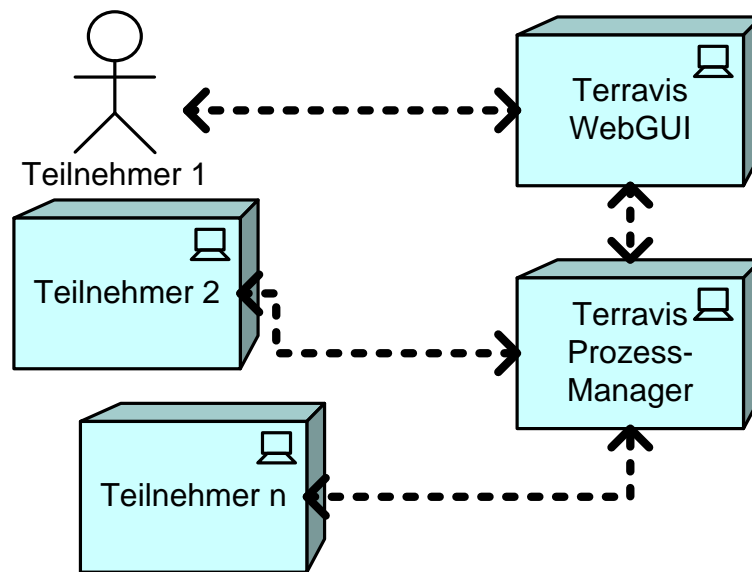 Terravis
WebGUI
Teilnehmer 1
Teilnehmer 2
Terravis
Prozess-
Manager
Teilnehmer n